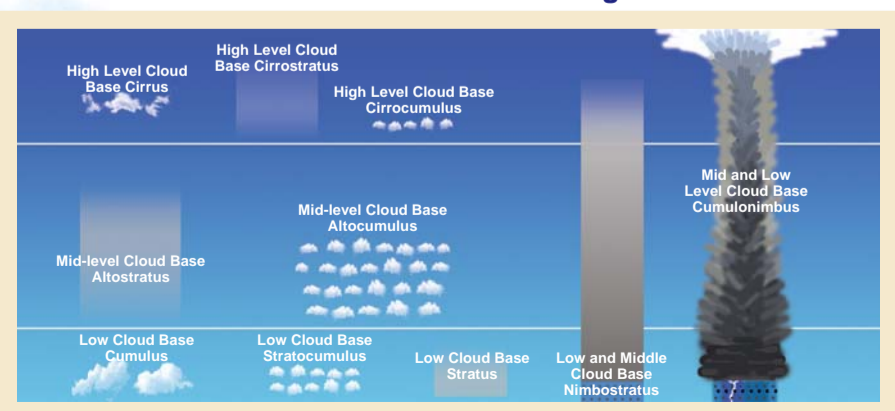 High Level Cloud
Base Cirrus
High Level Cloud
Base Cirrostratus
High Level Cloud Base
Cirrocumulus
Mid and Low
Level Cloud Base
Cumulonimbus
Mid-level Cloud Base
Altocumulus
Mid-level Cloud Base
Altostratus
Low Cloud Base
Cumulus
Low Cloud Base
Stratocumulus
Low Cloud Base
Stratus
Low and Middle
Cloud Base
Nimbostratus